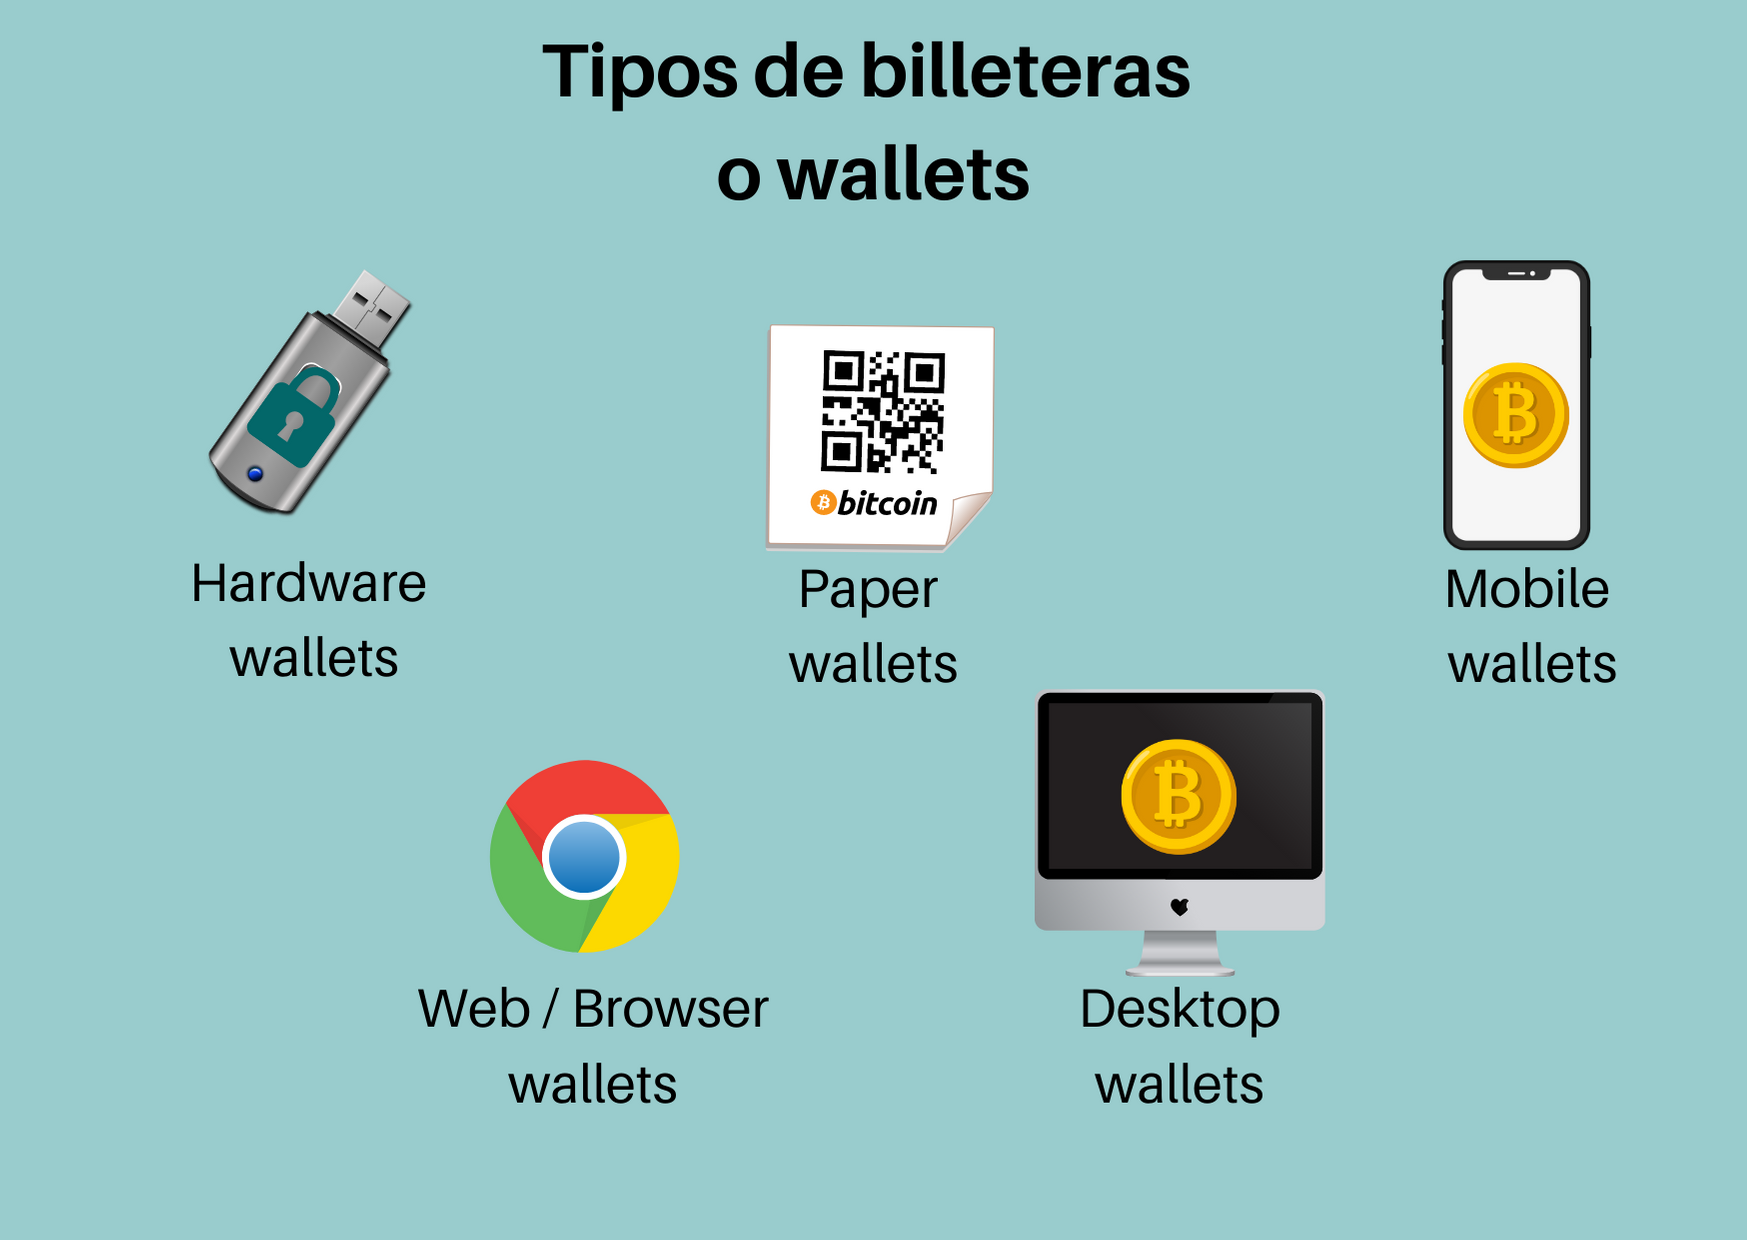 Tipos de billeteras
o wallets
bitcoin
Hardware
wallets
Paper
wallets
Mobile
wallets
Web / Browser
wallets
Desktop
wallets